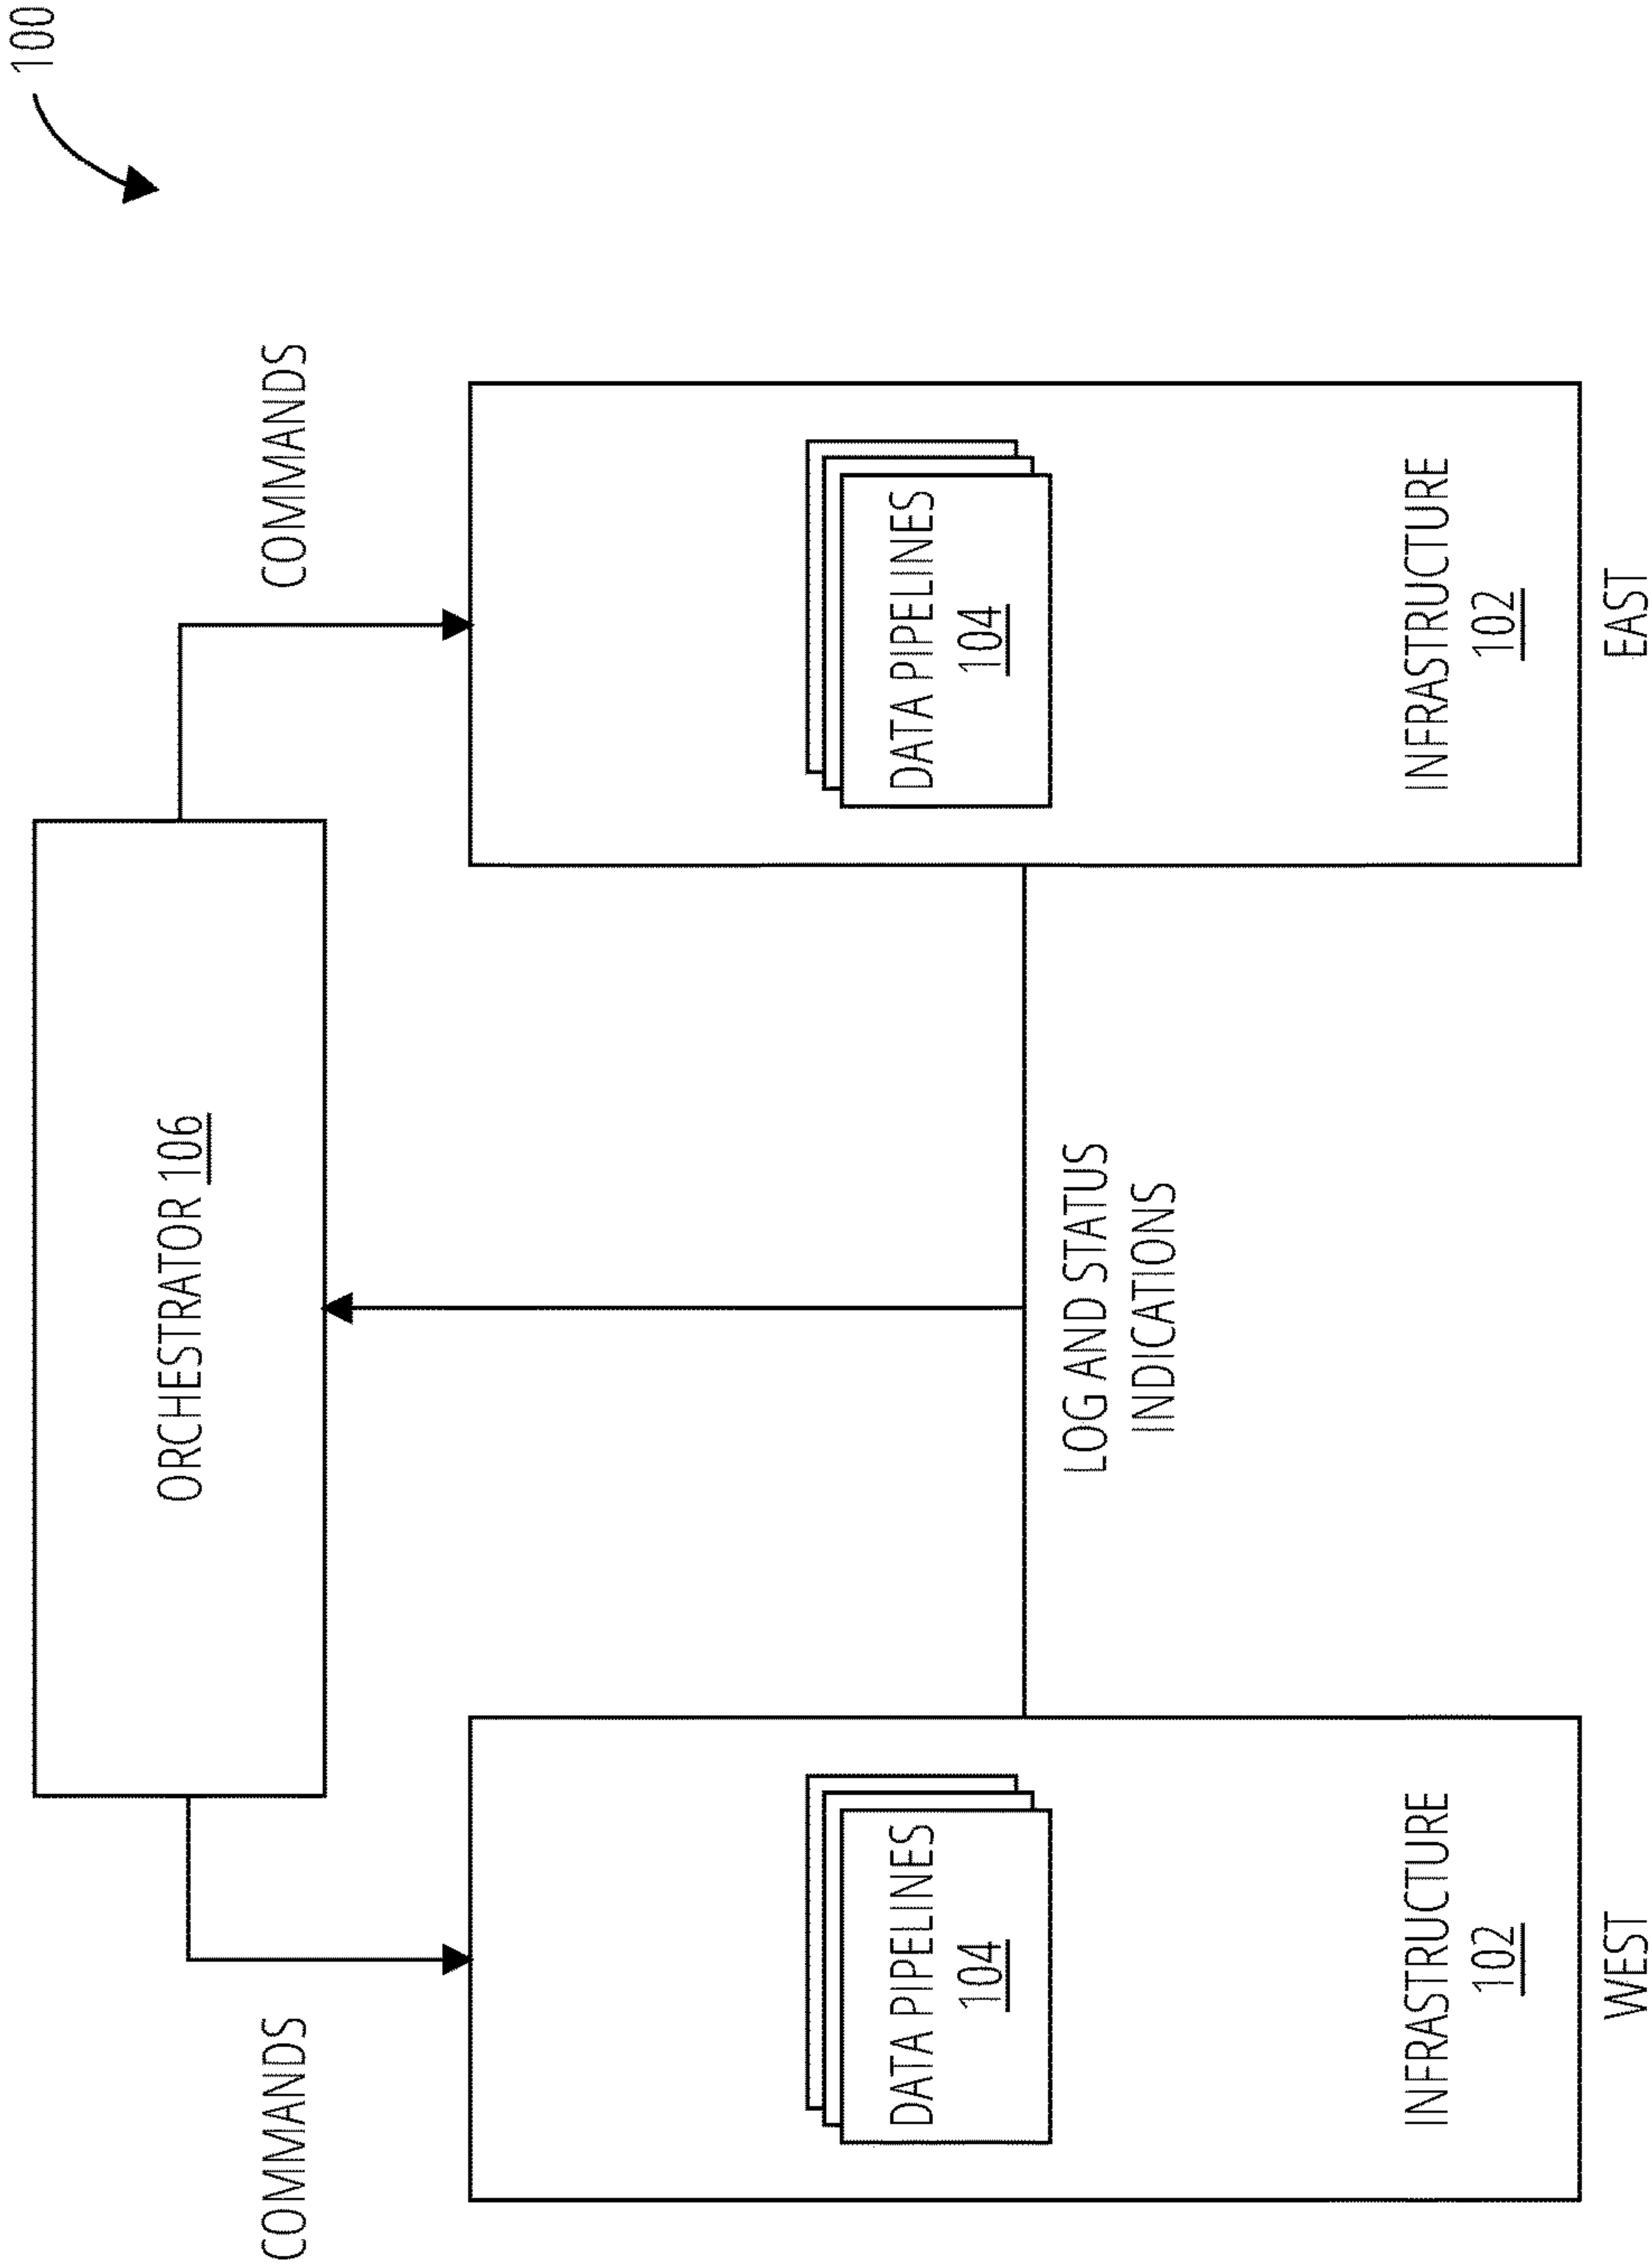 100
ORCHESTRATOR 106
COMMANDS
COMMANDS
DATA PIPELINES
104
DATA PIPELINES
104
LOG AND STATUS
INDICATIONS
INFRASTRUCTURE
102
INFRASTRUCTURE
102
WEST
EAST